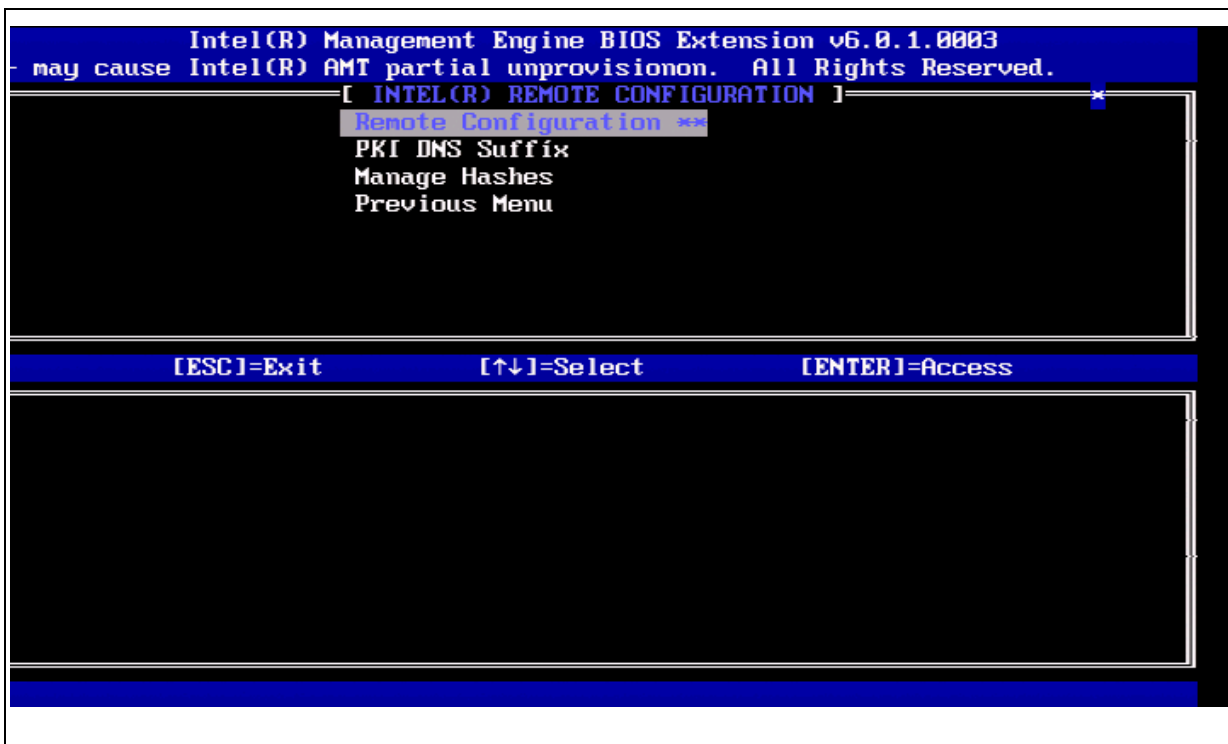 Intel(R) Management Engine BIOS Extension v6.0.1.0003
- may cause Intel(R) AMT partial unprovisionon. All Rights Reserved.
[ INTEL(R) REMOTE CONFIGURATION ] *
Remote Configuration **
PKI DNS Suffix
Manage Hashes
Previous Menu
[ESC]=Exit [↑↓]=Select [ENTER]=Access